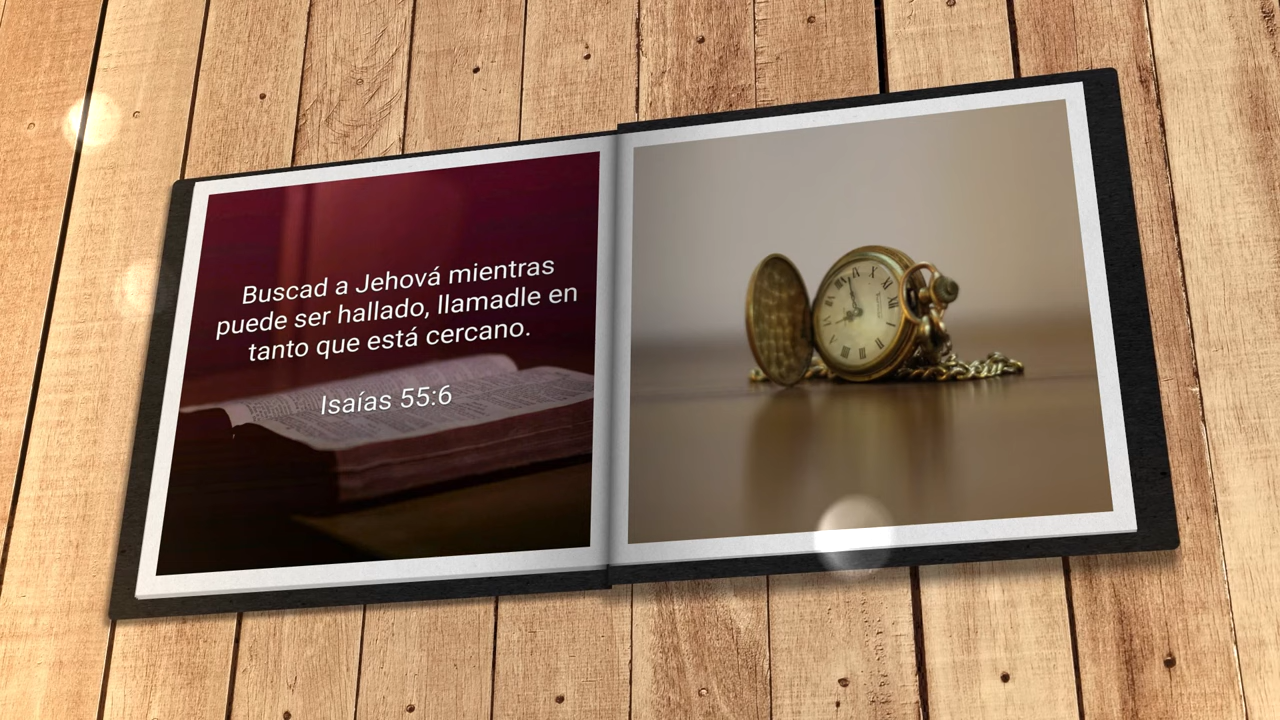 Buscad a Jehová mientras
puede ser hallado, llamadle en
tanto que está cercano.
Isaías 55:6